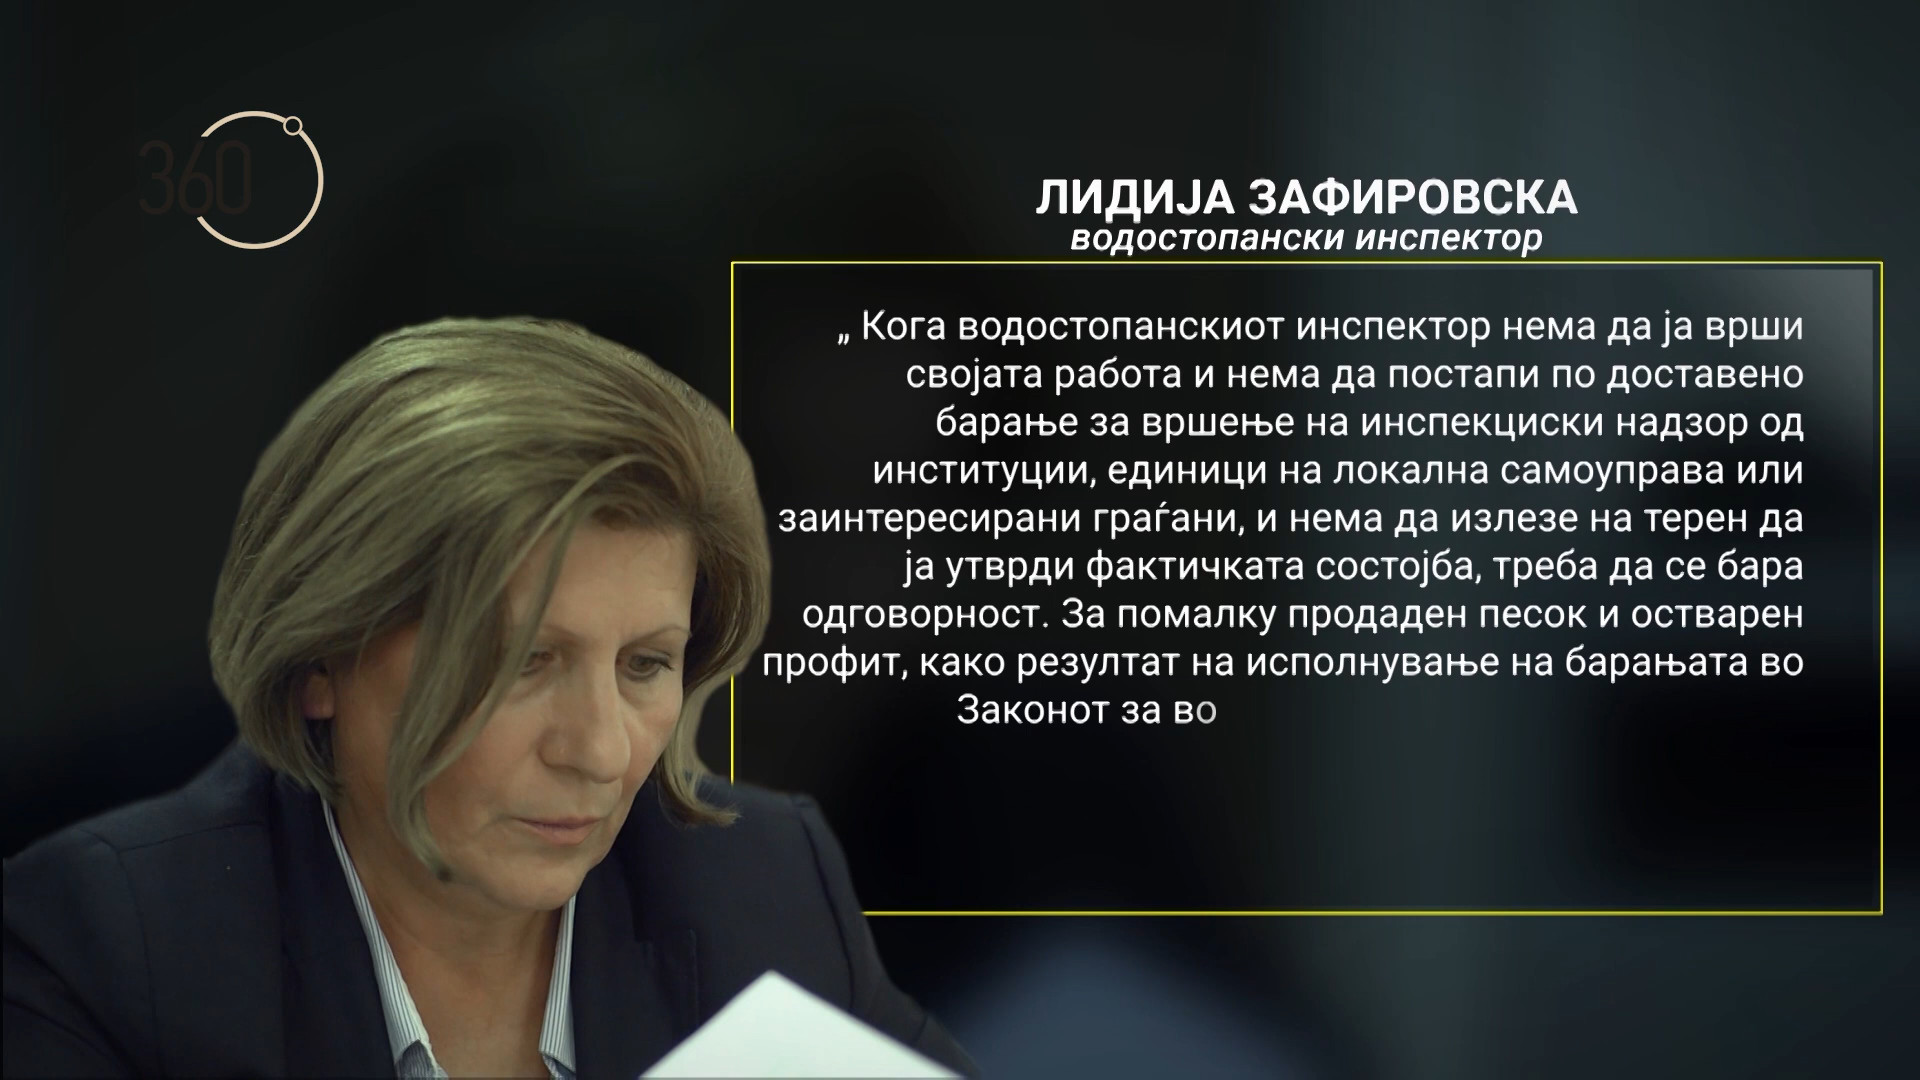 360
ЛИДИЈА ЗАФИРОВСКА
водостопански инспектор
„ Кога водостопанскиот инспектор нема да ја врши
својата работа и нема да постапи по доставено
барање за вршење на инспекциски надзор од
институции, единици на локална самоуправа или
заинтересирани граѓани, и нема да излезе на терен да
ја утврди фактичката состојба, треба да се бара
одговорност. За помалку продаден песок и остварен
профит, како резултат на исполнување на барањата во
Законот за во